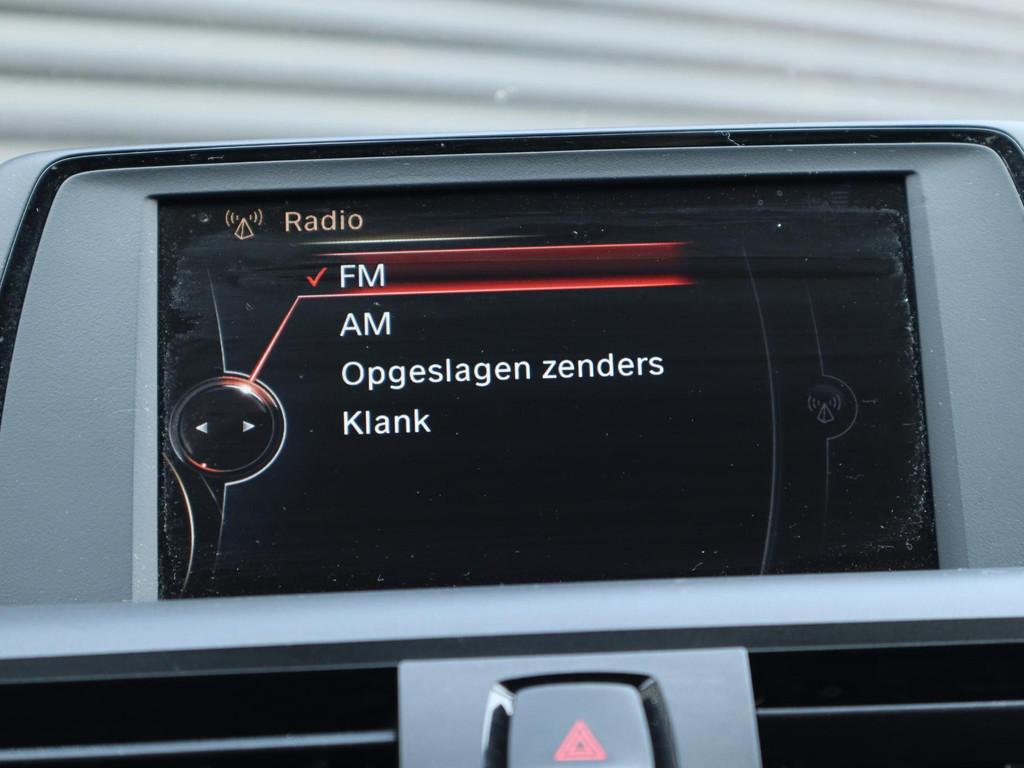 Radio
FM
AM
Opgeslagen zenders
Klank